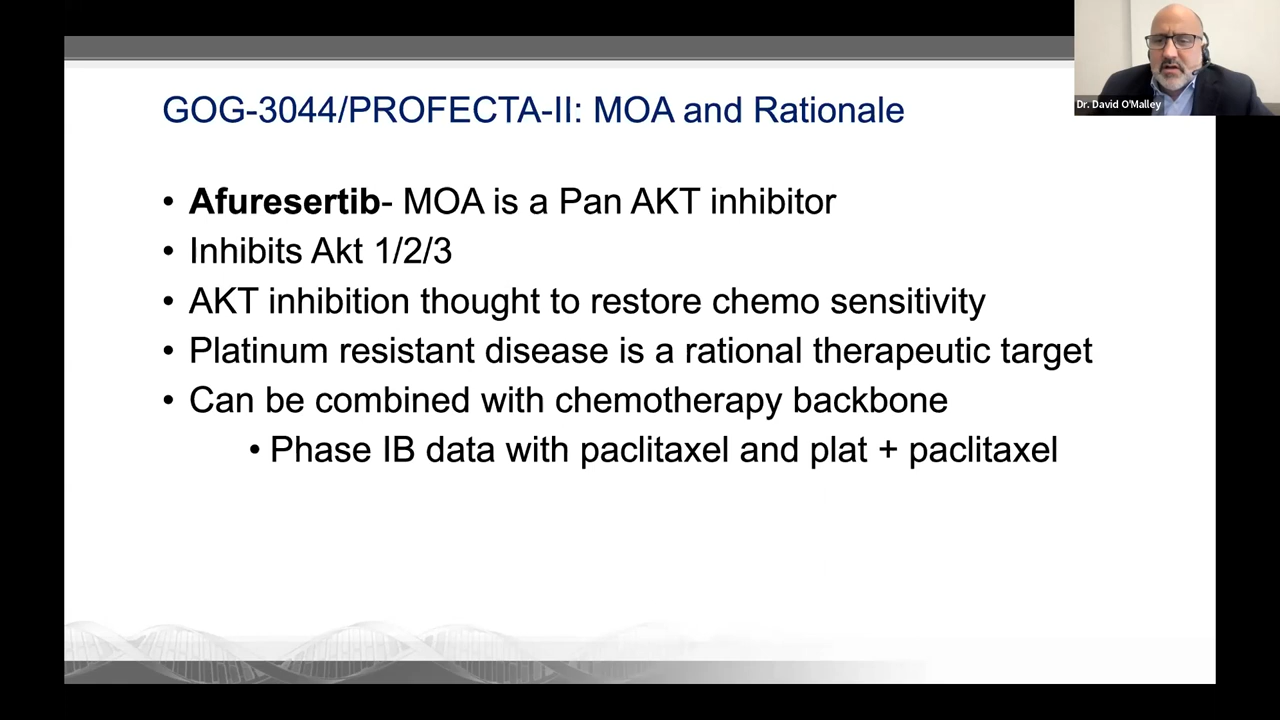 GOG-3044/PROFECTA-II: MOA and Rationale
Dr. David O'Malley
• Afuresertib- MOA is a Pan AKT inhibitor
• Inhibits Akt 1/2/3
• AKT inhibition thought to restore chemo sensitivity
• Platinum resistant disease is a rational therapeutic target
• Can be combined with chemotherapy backbone
• Phase IB data with paclitaxel and plat + paclitaxel